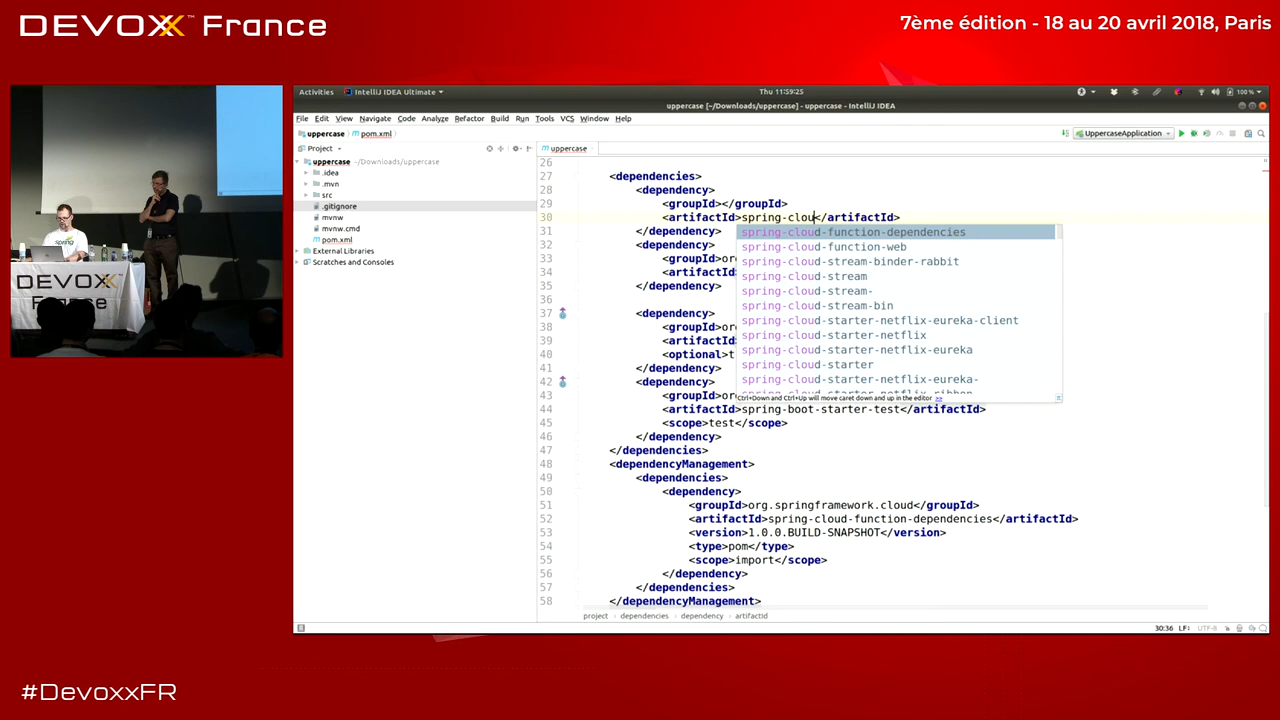 DEVOXX™ France
7ème édition - 18 au 20 avril 2018, Paris
Activities
IntelliJ IDEA Ultimate
Thu 11:59:25
100 %
uppercase [~/Downloads/uppercase] - uppercase - IntelliJ IDEA
File Edit View Navigate Code Analyze Refactor Build Run Tools VCS Window Help
uppercase pom.xml
UppercaseApplication
Project
uppercase
uppercase ~/Downloads/uppercase
.idea
.mvn
src
.gitignore
mvnw
mvnw.cmd
pom.xml
External Libraries
Scratches and Consoles
26
27 <dependencies>
28 <dependency>
29 <groupId></groupId>
30 <artifactId>spring-clou</artifactId>
31 </dependency>
32 <dependency>
33 <groupId>or
34 <artifactId
35 </dependency>
36
37 <dependency>
38 <groupId>or
39 <artifactId
40 <optional>t
41 </dependency>
42 <dependency>
43 <groupId>or
44 <artifactId>spring-boot-starter-test</artifactId>
45 <scope>test</scope>
46 </dependency>
47 </dependencies>
48 <dependencyManagement>
49 <dependencies>
50 <dependency>
51 <groupId>org.springframework.cloud</groupId>
52 <artifactId>spring-cloud-function-dependencies</artifactId>
53 <version>1.0.0.BUILD-SNAPSHOT</version>
54 <type>pom</type>
55 <scope>import</scope>
56 </dependency>
57 </dependencies>
58 </dependencyManagement>
spring-cloud-function-dependencies
spring-cloud-function-web
spring-cloud-stream-binder-rabbit
spring-cloud-stream
spring-cloud-stream-
spring-cloud-stream-bin
spring-cloud-starter-netflix-eureka-client
spring-cloud-starter-netflix
spring-cloud-starter-netflix-eureka
spring-cloud-starter
spring-cloud-starter-netflix-eureka-
spring-cloud-starter-netflix-ribbon
Ctrl+Down and Ctrl+Up will move caret down and up in the editor >>
project dependencies dependency artifactId
30:36 LF÷ UTF-8
spring
DEVOXX
France
#DevoxxFR